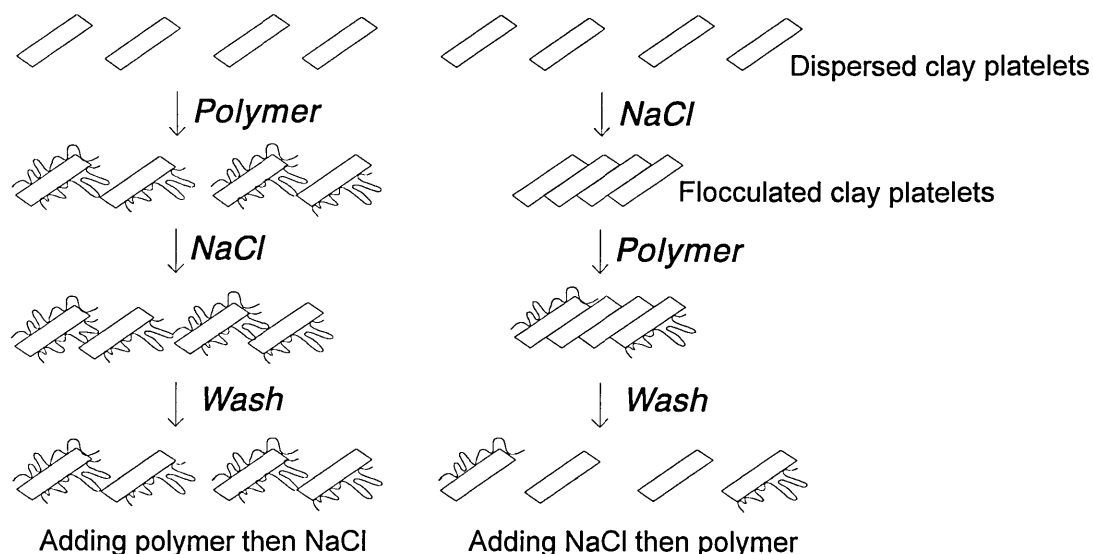 Dispersed clay platelets
Polymer
NaCl
Flocculated clay platelets
NaCl
Polymer
Wash
Wash
Adding polymer then NaCl
Adding NaCl then polymer